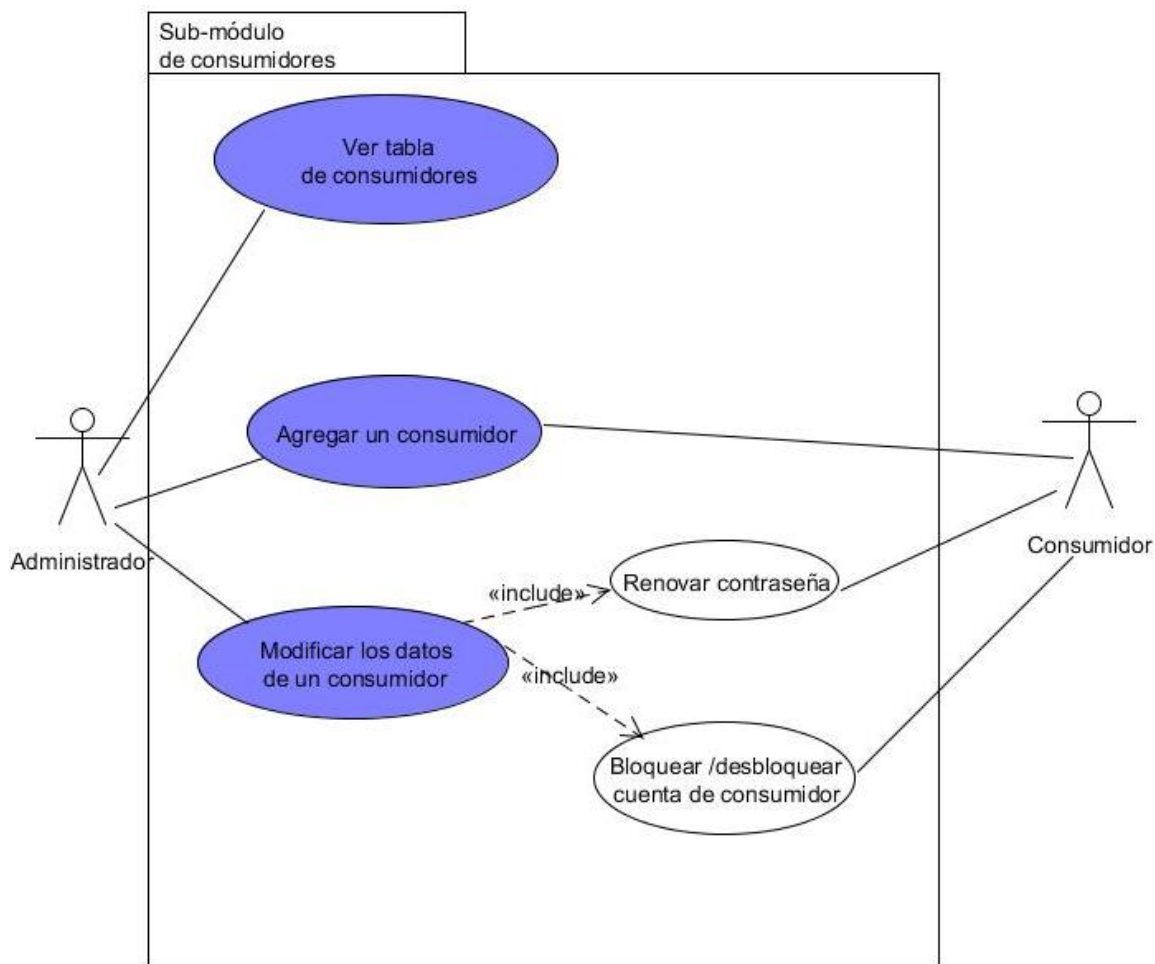 Sub-módulo
de consumidores
Ver tabla
de consumidores
Agregar un consumidor
Administrador
Consumidor
«include»
Renovar contraseña
Modificar los datos
de un consumidor
«include»
Bloquear /desbloquear
cuenta de consumidor